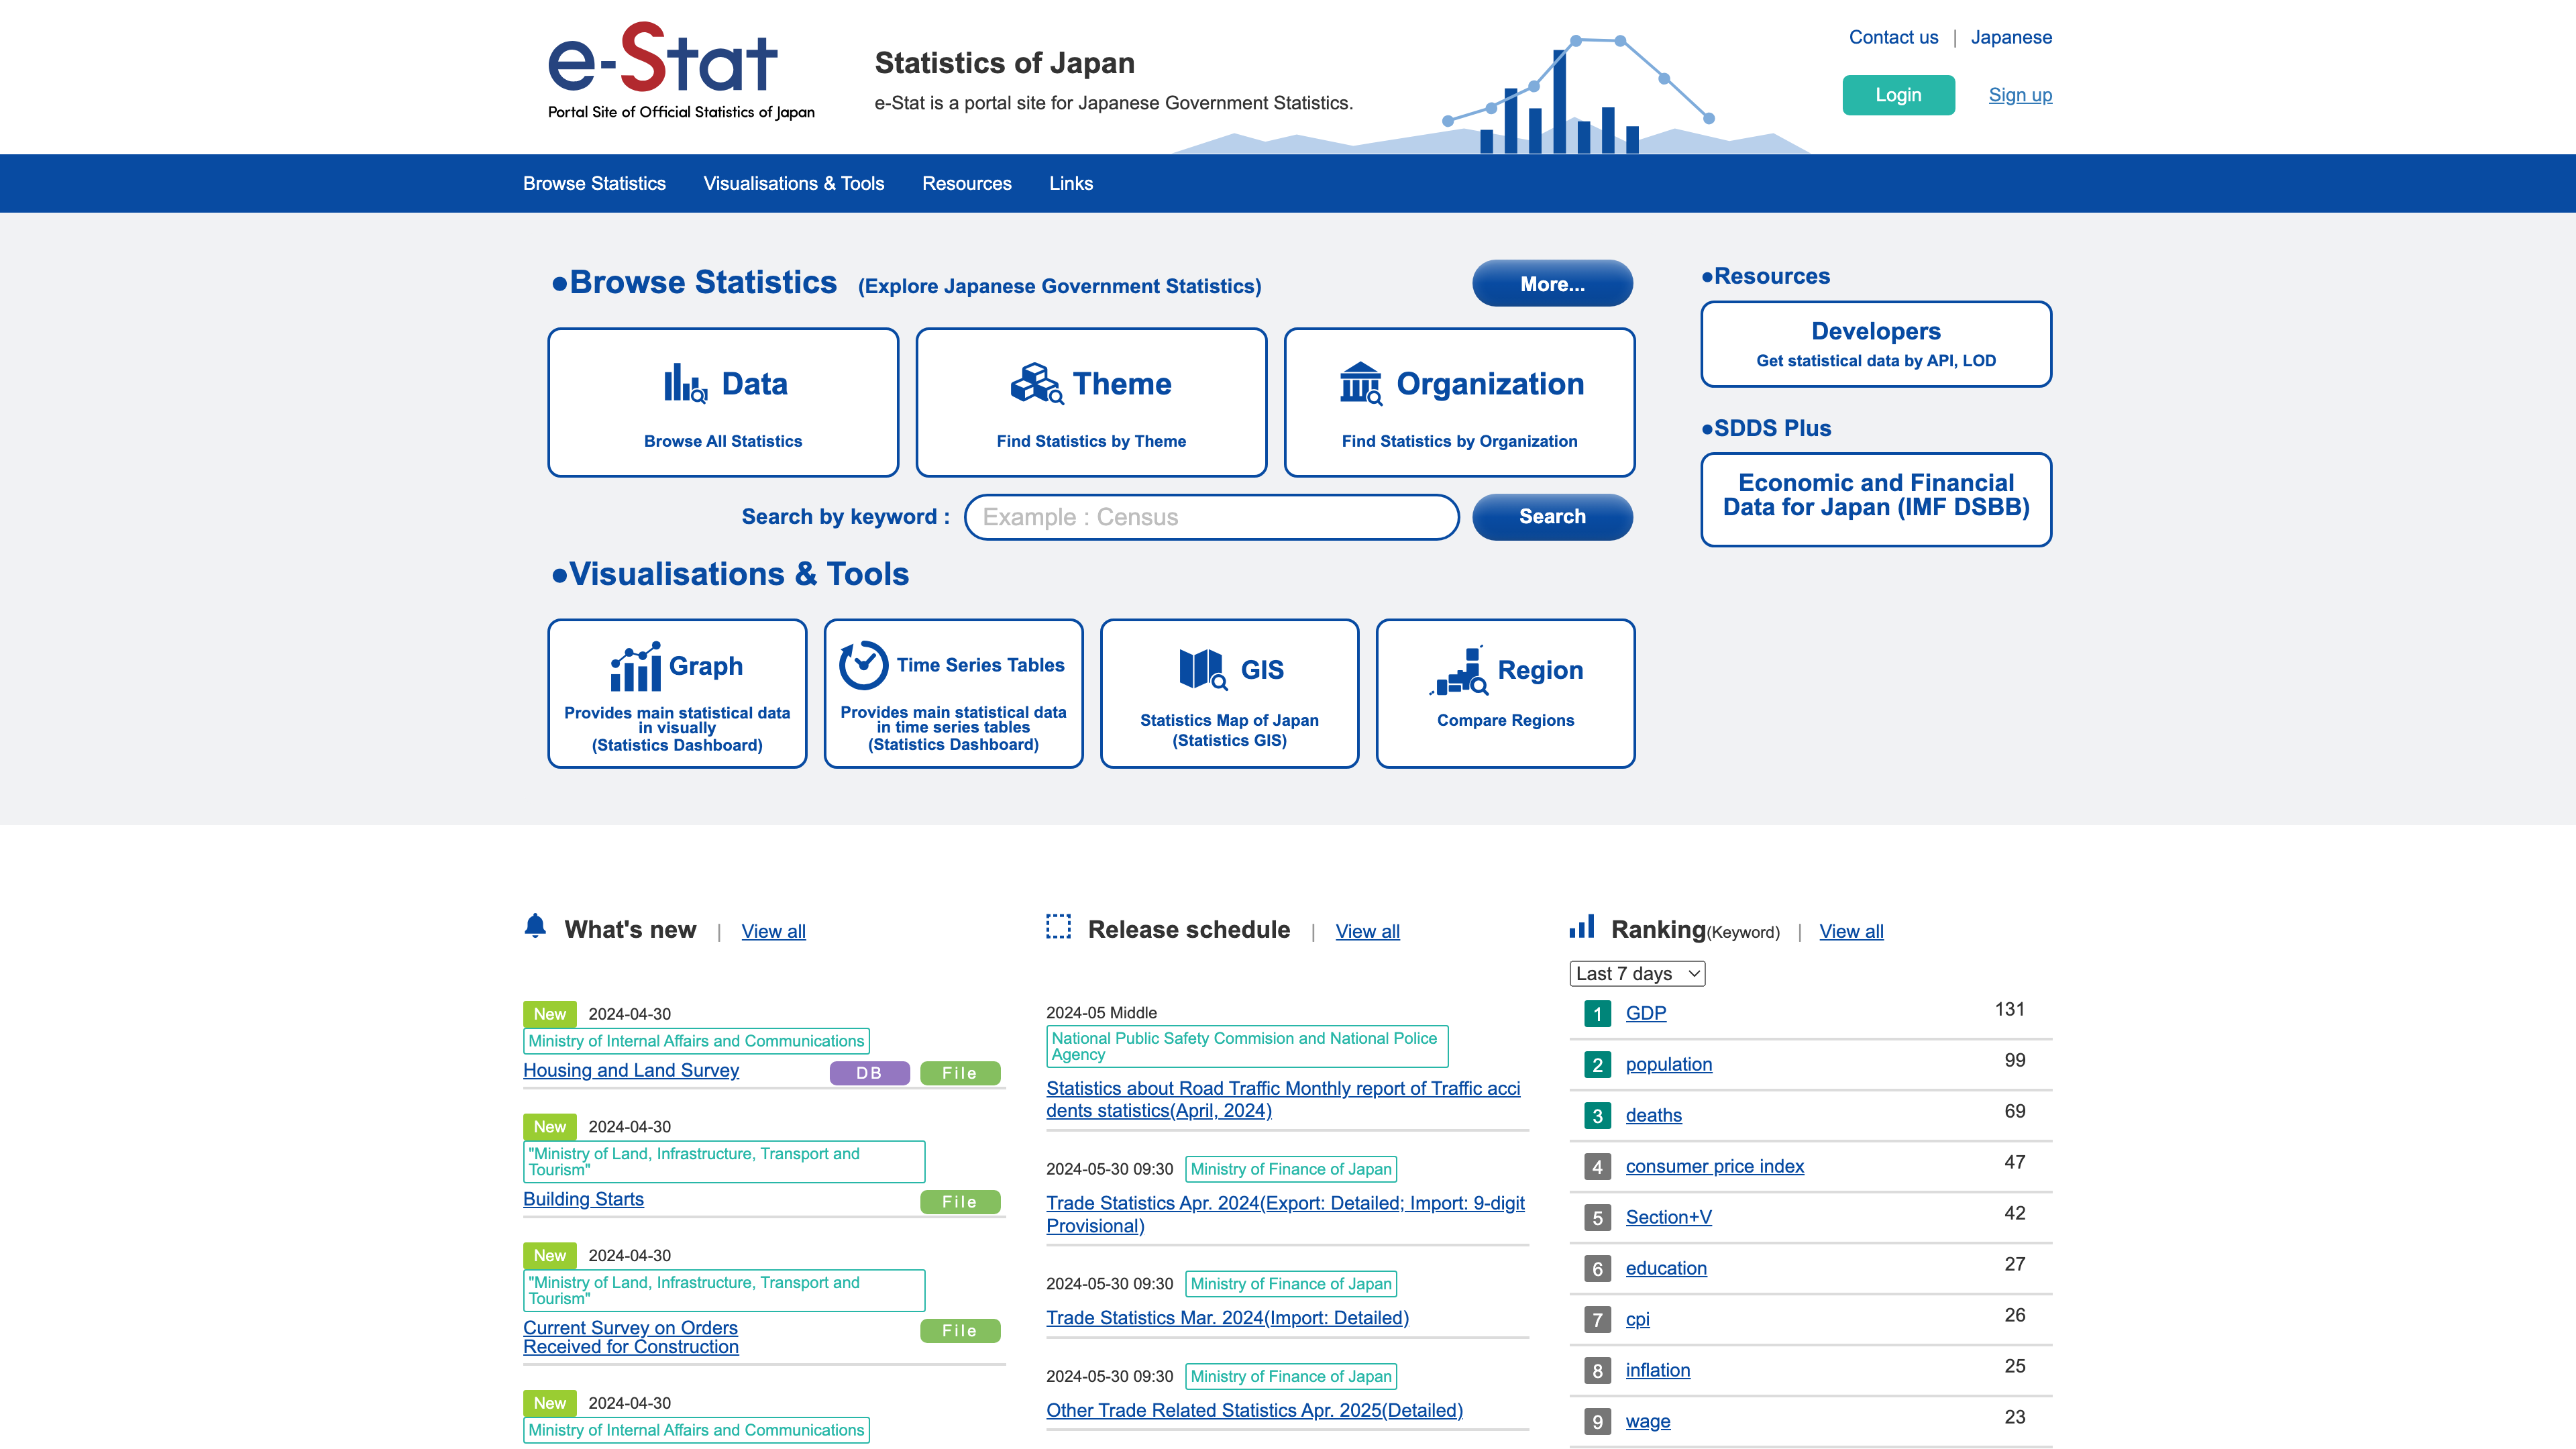 e-Stat
Portal Site of Official Statistics of Japan
Statistics of Japan
e-Stat is a portal site for Japanese Government Statistics.
Contact us | Japanese
Login Sign up
Browse Statistics Visualisations & Tools Resources Links
●Browse Statistics (Explore Japanese Government Statistics) More...
Data
Browse All Statistics
Theme
Find Statistics by Theme
Organization
Find Statistics by Organization
Search by keyword : Example : Census Search
●Visualisations & Tools
Graph
Provides main statistical data
in visually
(Statistics Dashboard)
Time Series Tables
Provides main statistical data
in time series tables
(Statistics Dashboard)
GIS
Statistics Map of Japan
(Statistics GIS)
Region
Compare Regions
●Resources
Developers
Get statistical data by API, LOD
●SDDS Plus
Economic and Financial
Data for Japan (IMF DSBB)
What's new | View all
New 2024-04-30
Ministry of Internal Affairs and Communications
Housing and Land Survey DB File
New 2024-04-30
"Ministry of Land, Infrastructure, Transport and
Tourism"
Building Starts File
New 2024-04-30
"Ministry of Land, Infrastructure, Transport and
Tourism"
Current Survey on Orders
Received for Construction
File
New 2024-04-30
Ministry of Internal Affairs and Communications
Release schedule | View all
2024-05 Middle
National Public Safety Commision and National Police
Agency
Statistics about Road Traffic Monthly report of Traffic acci
dents statistics(April, 2024)
2024-05-30 09:30 Ministry of Finance of Japan
Trade Statistics Apr. 2024(Export: Detailed; Import: 9-digit
Provisional)
2024-05-30 09:30 Ministry of Finance of Japan
Trade Statistics Mar. 2024(Import: Detailed)
2024-05-30 09:30 Ministry of Finance of Japan
Other Trade Related Statistics Apr. 2025(Detailed)
Ranking(Keyword) | View all
Last 7 days
1 GDP 131
2 population 99
3 deaths 69
4 consumer price index 47
5 Section+V 42
6 education 27
7 cpi 26
8 inflation 25
9 wage 23